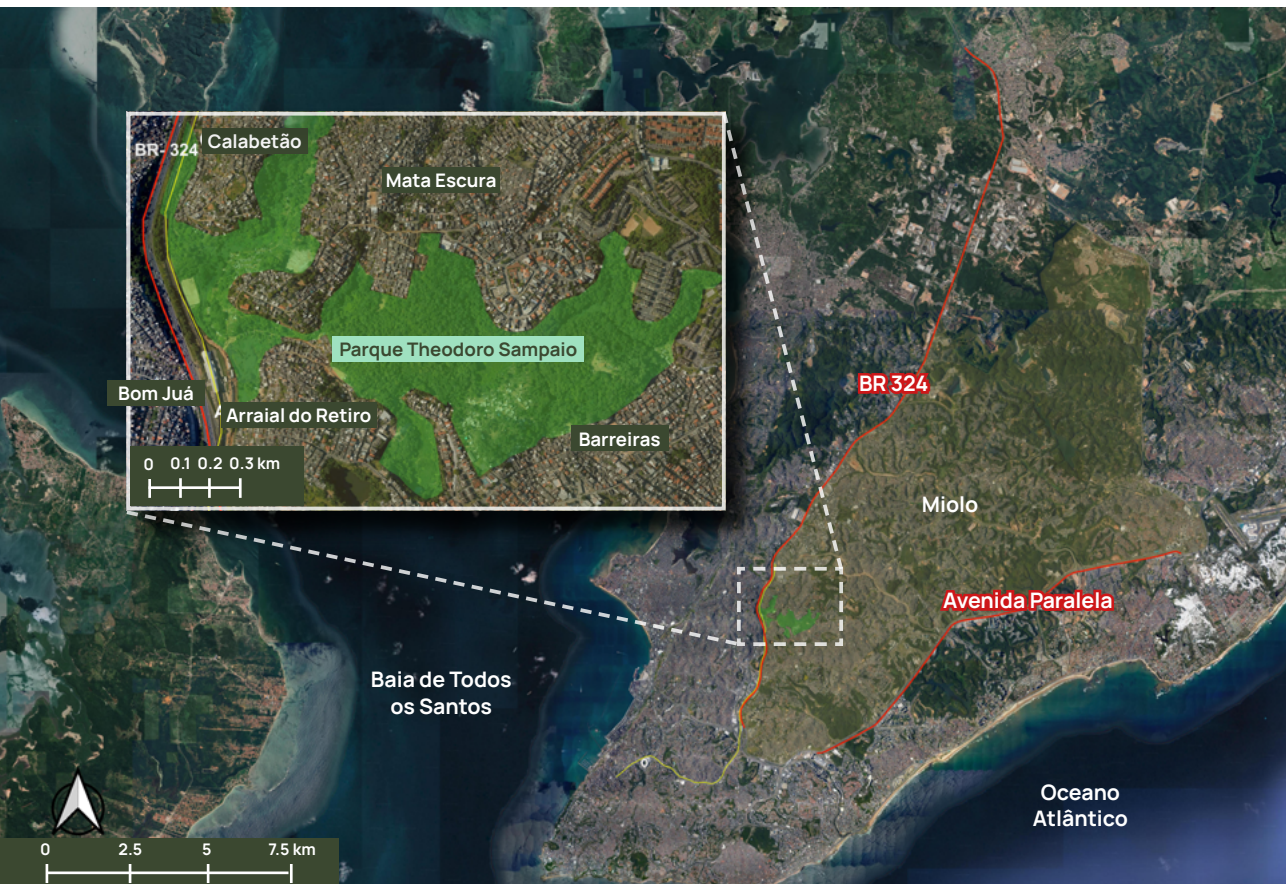 BR-324
Calabetão
Mata Escura
Parque Theodoro Sampaio
Bom Juá
Arraial do Retiro
Barreiras
0 0.1 0.2 0.3 km
BR 324
Miolo
Avenida Paralela
Baia de Todos
os Santos
Oceano
Atlântico
0 2.5 5 7.5 km